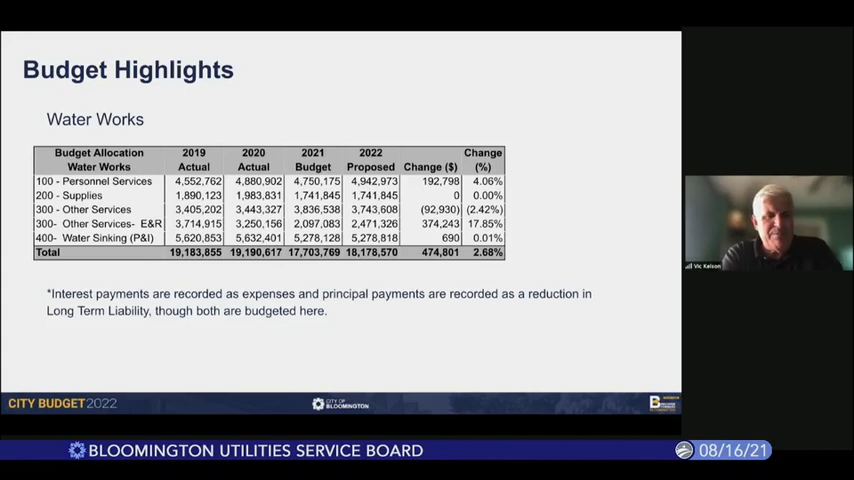 Budget Highlights
Water Works
Budget Allocation 2019 2020 2021 2022 Change
Water Works Actual Actual Budget Proposed Change ($) (%)
100 - Personnel Services 4,552,762 4,880,902 4,750,175 4,942,973 192,798 4.06%
200 - Supplies 1,890,123 1,983,831 1,741,845 1,741,845 0 0.00%
300 - Other Services 3,405,202 3,443,327 3,836,538 3,743,608 (92,930) (2.42%)
300- Other Services- E&R 3,714,915 3,250,156 2,097,083 2,471,326 374,243 17.85%
400- Water Sinking (P&I) 5,620,853 5,632,401 5,278,128 5,278,818 690 0.01%
Total 19,183,855 19,190,617 17,703,769 18,178,570 474,801 2.68%
*Interest payments are recorded as expenses and principal payments are recorded as a reduction in
Long Term Liability, though both are budgeted here.
Vic Kelson
CITY BUDGET 2022
CITY OF
BLOOMINGTON
BLOOMINGTON UTILITIES SERVICE BOARD
08/16/21